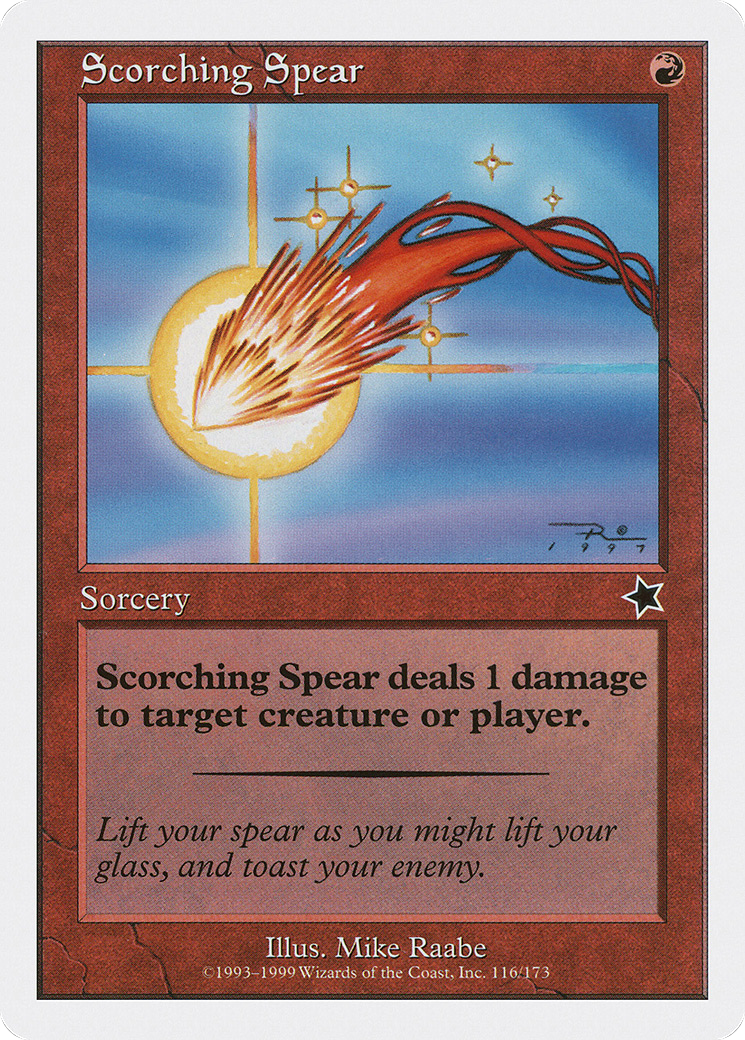 Scorching Spear
1997
Sorcery
Scorching Spear deals 1 damage
to target creature or player.
Lift your spear as you might lift your
glass, and toast your enemy.
Illus. Mike Raabe
©1993–1999 Wizards of the Coast, Inc. 116/173